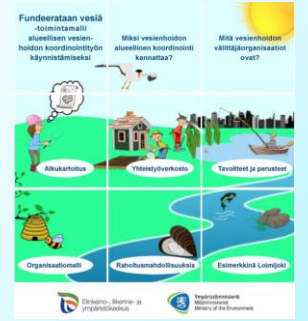 Fundeerataan vesiä
-toimintamalli
alueellisen vesien-
hoidon koordinointityön
käynnistämiseksi
Miksi vesienhoidon
alueellinen koordinointi
kannattaa?
Mitä vesienhoidon
välittäjäorganisaatiot
ovat?
Alkukartoitus
Yhteistyöverkosto
Tavoitteet ja perusteet
Organisaatiomalli
Rahoitusmahdollisuuksia
Esimerkkinä Loimijoki
Elinkeino-, liikenne- ja
ympäristökeskus
Ympäristöministeriö
Miljöministeriet
Ministry of the Environment